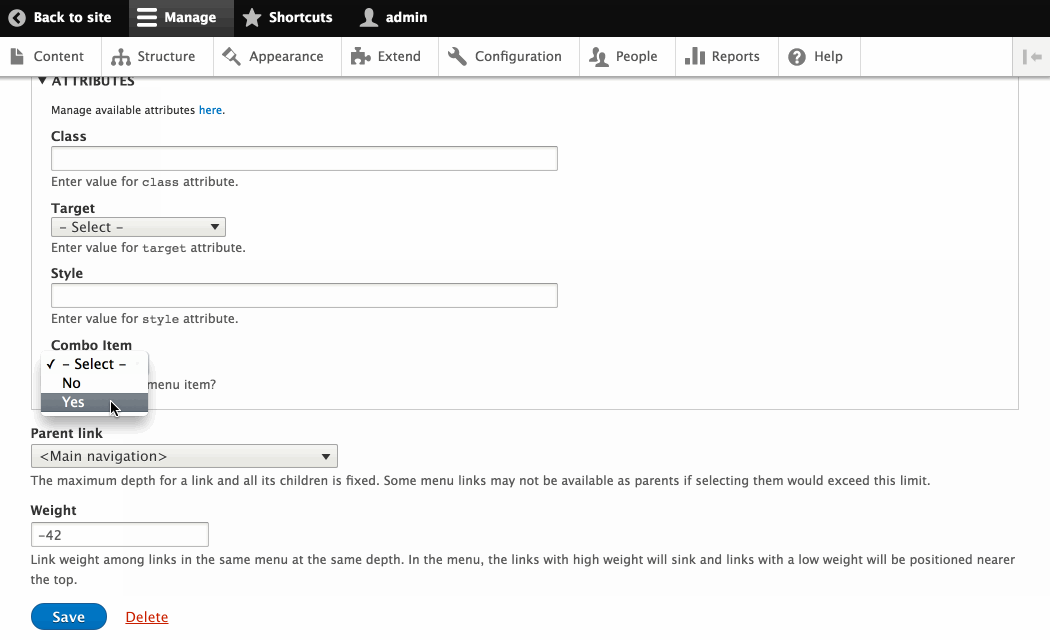 Back to site Manage Shortcuts admin
Content Structure Appearance Extend Configuration People Reports Help
ATTRIBUTES
Manage available attributes here.
Class
Enter value for class attribute.
Target
– Select –
Enter value for target attribute.
Style
Enter value for style attribute.
Combo Item
✓ – Select –
No
menu item?
Yes
Parent link
<Main navigation>
The maximum depth for a link and all its children is fixed. Some menu links may not be available as parents if selecting them would exceed this limit.
Weight
–42
Link weight among links in the same menu at the same depth. In the menu, the links with high weight will sink and links with a low weight will be positioned nearer
the top.
Save Delete